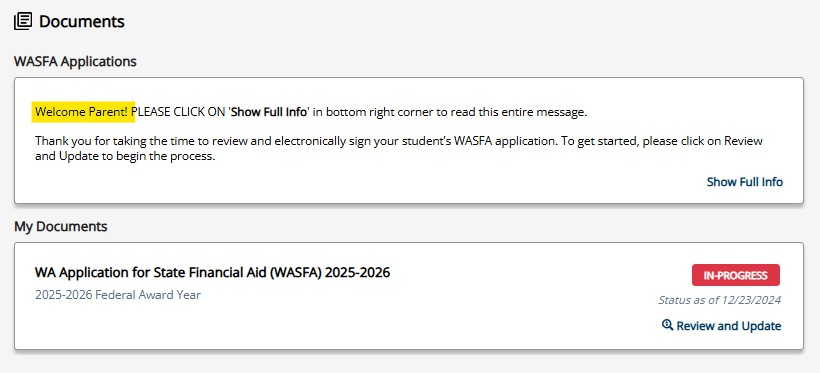 Documents
WASFA Applications
Welcome Parent! PLEASE CLICK ON 'Show Full Info' in bottom right corner to read this entire message.
Thank you for taking the time to review and electronically sign your student's WASFA application. To get started, please click on Review
and Update to begin the process.
Show Full Info
My Documents
WA Application for State Financial Aid (WASFA) 2025-2026
IN-PROGRESS
2025-2026 Federal Award Year
Status as of 12/23/2024
Review and Update